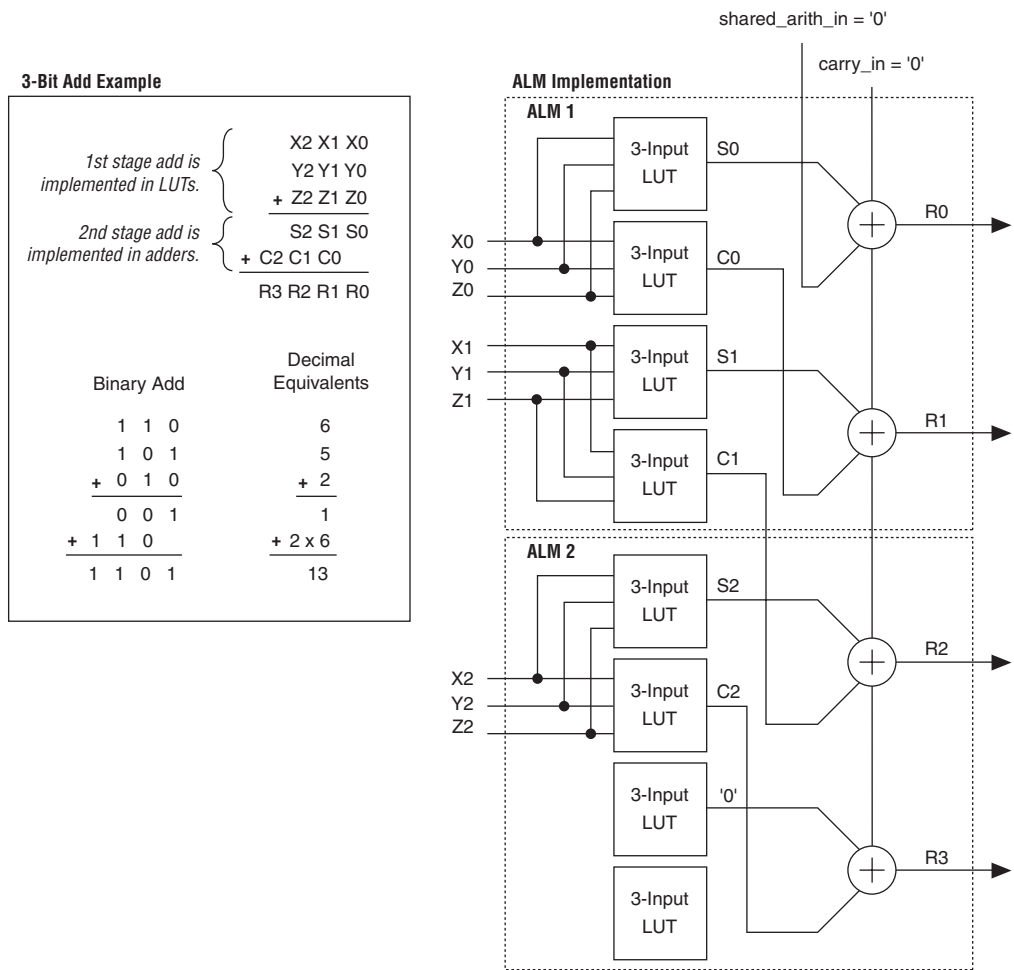 3-Bit Add Example
1st stage add is
implemented in LUTs.
X2 X1 X0
Y2 Y1 Y0
+ Z2 Z1 Z0
2nd stage add is
implemented in adders.
S2 S1 S0
+ C2 C1 C0
R3 R2 R1 R0
Binary Add
1 1 0
1 0 1
+ 0 1 0
0 0 1
+ 1 1 0
1 1 0 1
Decimal
Equivalents
6
5
+ 2
1
+ 2 x 6
13
shared_arith_in = '0'
carry_in = '0'
ALM Implementation
ALM 1
3-Input
LUT
S0
R0
X0
Y0
Z0
3-Input
LUT
C0
X1
Y1
Z1
3-Input
LUT
S1
R1
3-Input
LUT
C1
ALM 2
3-Input
LUT
S2
R2
X2
Y2
Z2
3-Input
LUT
C2
3-Input
LUT
'0'
R3
3-Input
LUT